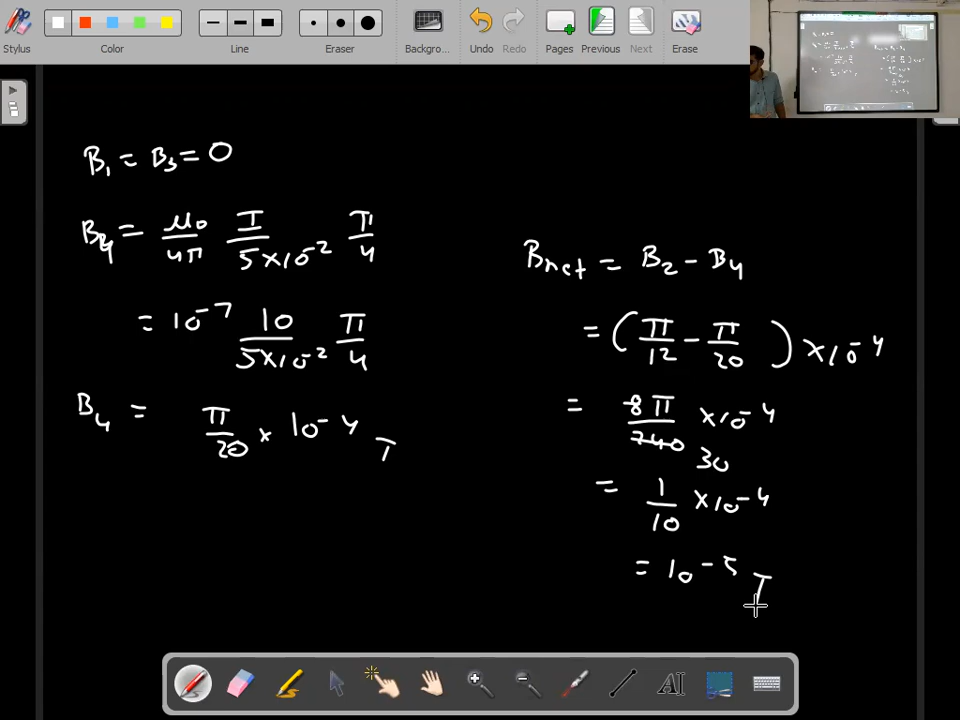 Stylus Color Line Eraser Backgro... Undo Redo Pages Previous Next Erase
B₁ = B₃ = 0
B₄ = μ₀/4π I/5×10⁻² π/4
= 10⁻⁷ 10/5×10⁻² π/4
B₄ = π/20 × 10⁻⁴ T
Bnet = B₂ - B₄
= (π/12 - π/20) ×10⁻⁴
= 8π/240 ×10⁻⁴
30
= 1/10 ×10⁻⁴
= 10⁻⁵ T
AI